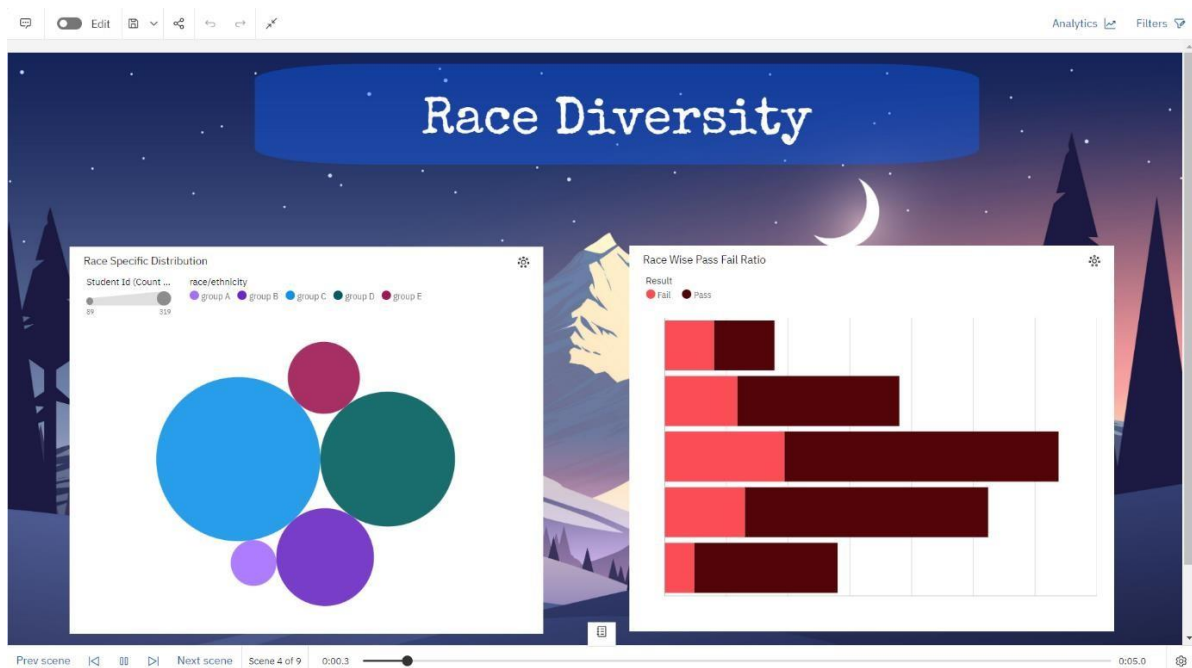 Edit
Analytics
Filters
Race Diversity
Race Specific Distribution
Student Id (Count ...
race/ethnicity
group A group B group C group D group E
89 319
Race Wise Pass Fail Ratio
Result
Fail Pass
Prev scene Next scene Scene 4 of 9 0:00.3 0:05.0